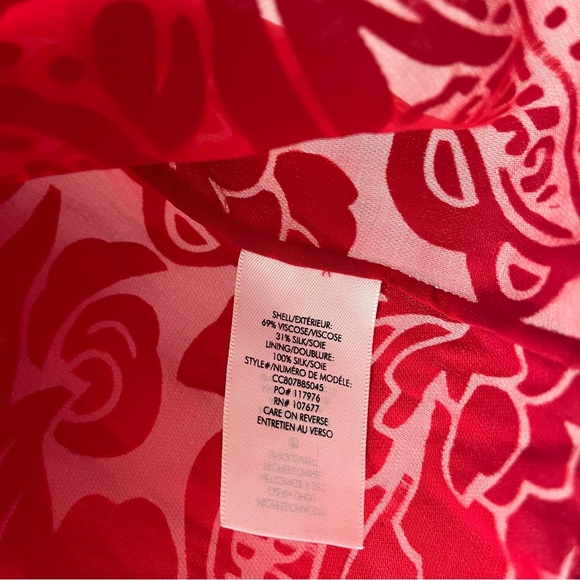 SHELL/EXTÉRIEUR:
69% VISCOSE/VISCOSE
31% SILK/SOIE
LINING/DOUBLURE:
100% SILK/SOIE
STYLE#/NUMÉRO DE MODÈLE:
CCB07BB5045
PO# 117976
RN# 107677
CARE ON REVERSE
ENTRETIEN AU VERSO